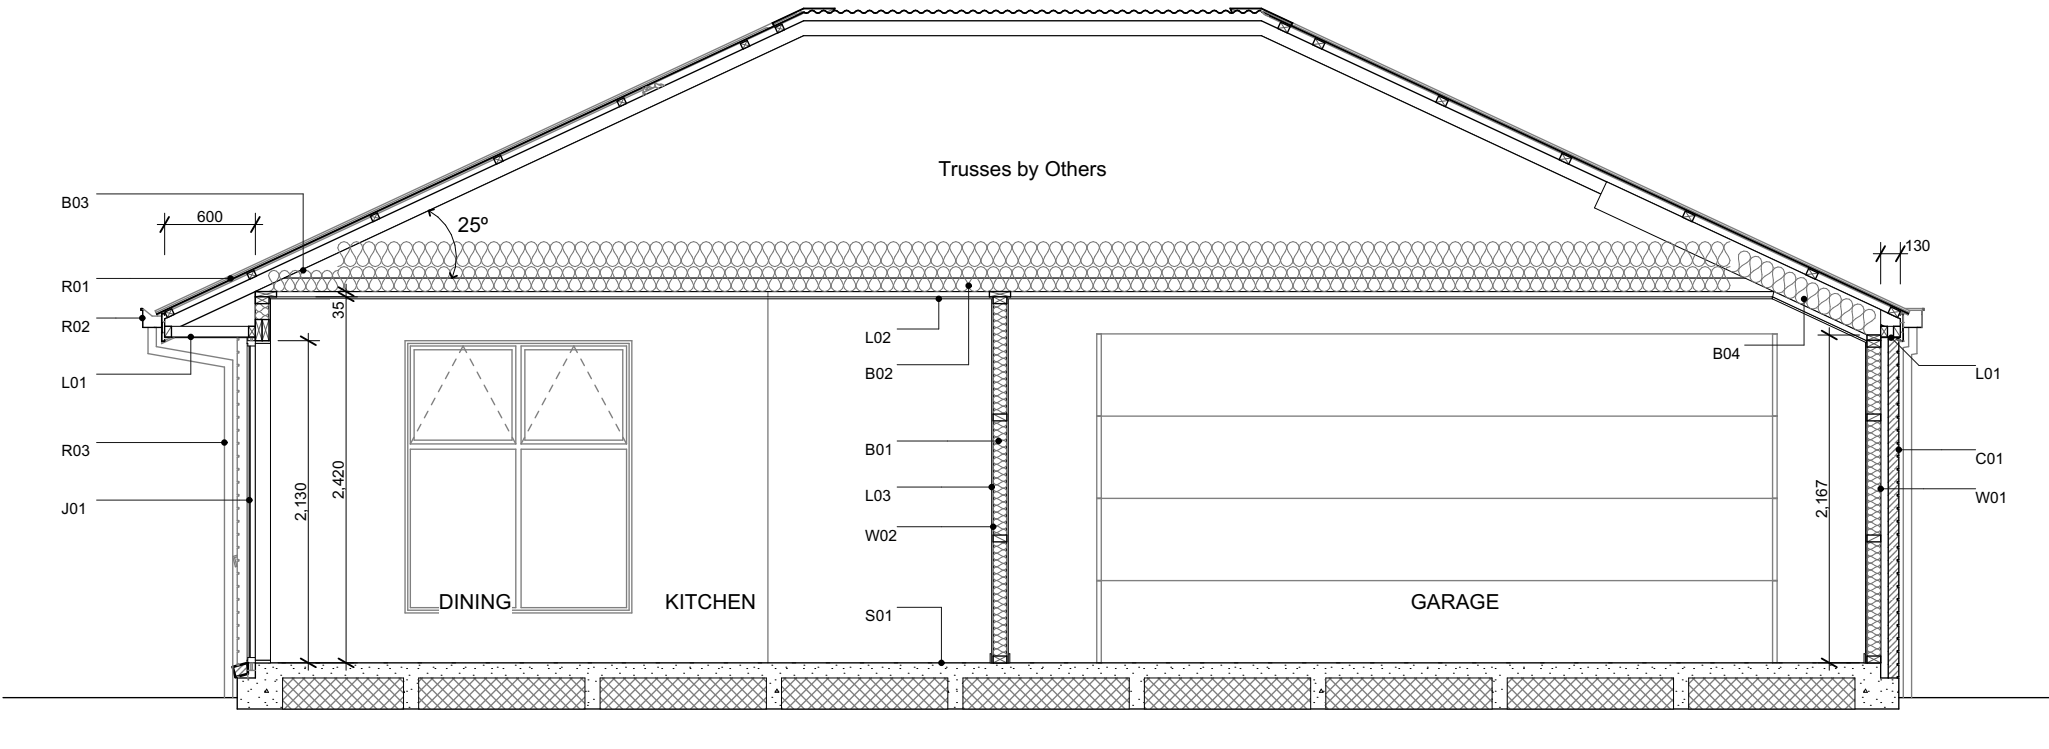 Trusses by Others
B03
600
25º
130
R01
R02
35
L02
L01
B02
B04
L01
R03
B01
C01
J01
2,130
2,420
L03
2,167
W01
W02
DINING
KITCHEN
GARAGE
S01